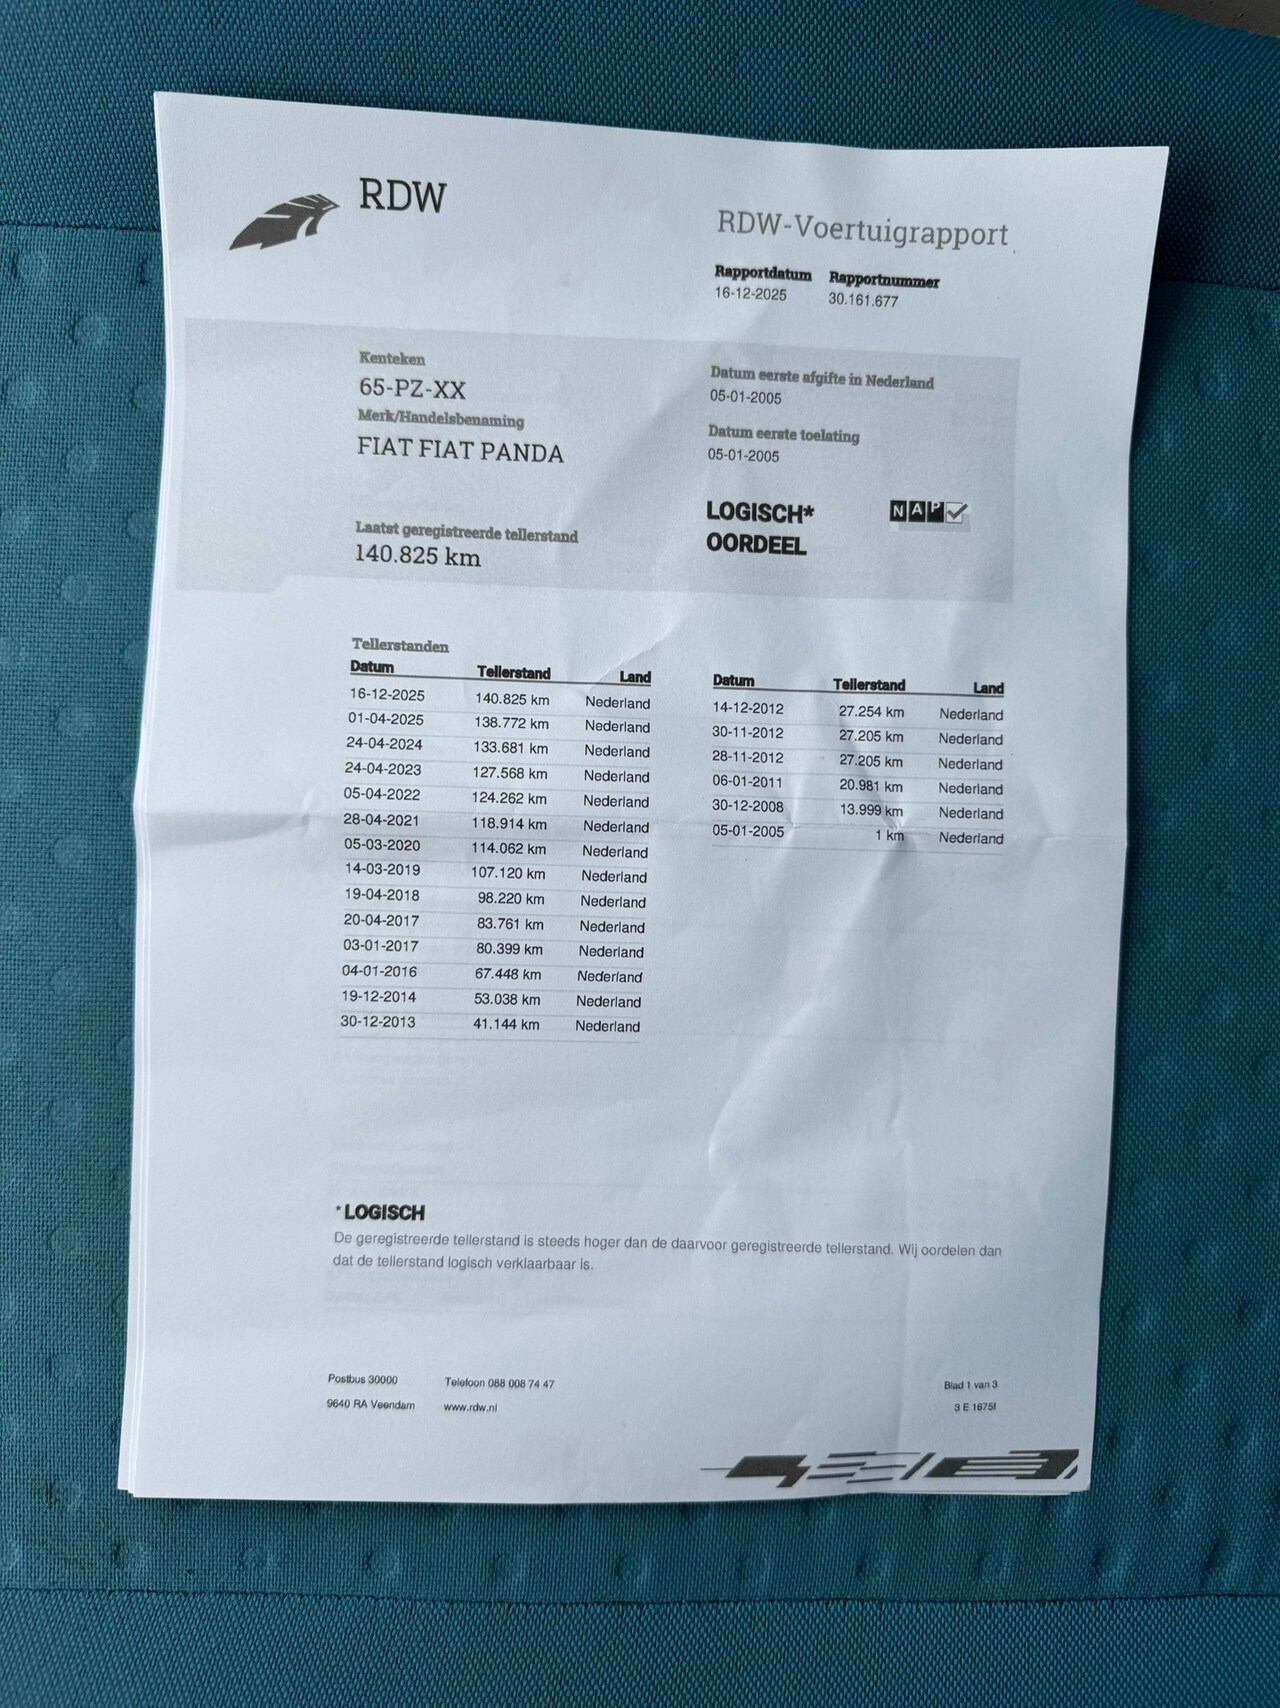 RDW
RDW-Voertuigrapport
Rapportdatum Rapportnummer
16-12-2025 30.161.677
Kenteken
65-PZ-XX
Merk/Handelsbenaming
FIAT FIAT PANDA
Laatst geregistreerde tellerstand
140.825 km
Datum eerste afgifte in Nederland
05-01-2005
Datum eerste toelating
05-01-2005
LOGISCH*
OORDEEL
NAP
Tellerstanden
Datum Tellerstand Land
16-12-2025 140.825 km Nederland
01-04-2025 138.772 km Nederland
24-04-2024 133.681 km Nederland
24-04-2023 127.568 km Nederland
05-04-2022 124.262 km Nederland
28-04-2021 118.914 km Nederland
05-03-2020 114.062 km Nederland
14-03-2019 107.120 km Nederland
19-04-2018 98.220 km Nederland
20-04-2017 83.761 km Nederland
03-01-2017 80.399 km Nederland
04-01-2016 67.448 km Nederland
19-12-2014 53.038 km Nederland
30-12-2013 41.144 km Nederland
Datum Tellerstand Land
14-12-2012 27.254 km Nederland
30-11-2012 27.205 km Nederland
28-11-2012 27.205 km Nederland
06-01-2011 20.981 km Nederland
30-12-2008 13.999 km Nederland
05-01-2005 1 km Nederland
* LOGISCH
De geregistreerde tellerstand is steeds hoger dan de daarvoor geregistreerde tellerstand. Wij oordelen dan
dat de tellerstand logisch verklaarbaar is.
Postbus 30000 Telefoon 088 008 74 47
9640 RA Veendam www.rdw.nl
Blad 1 van 3
3 E 1675f